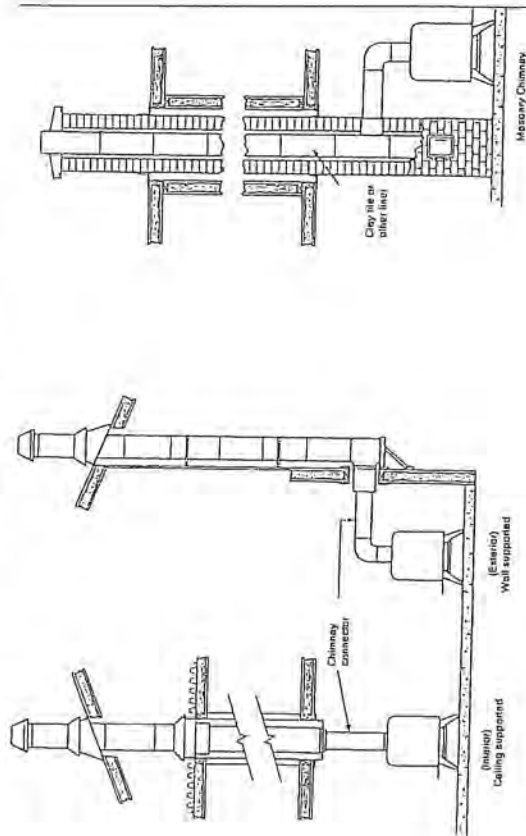 Masonry Chimney
Clay tile or
other liner
(Exterior)
Wall supported
Chimney
connector
(Interior)
Ceiling supported